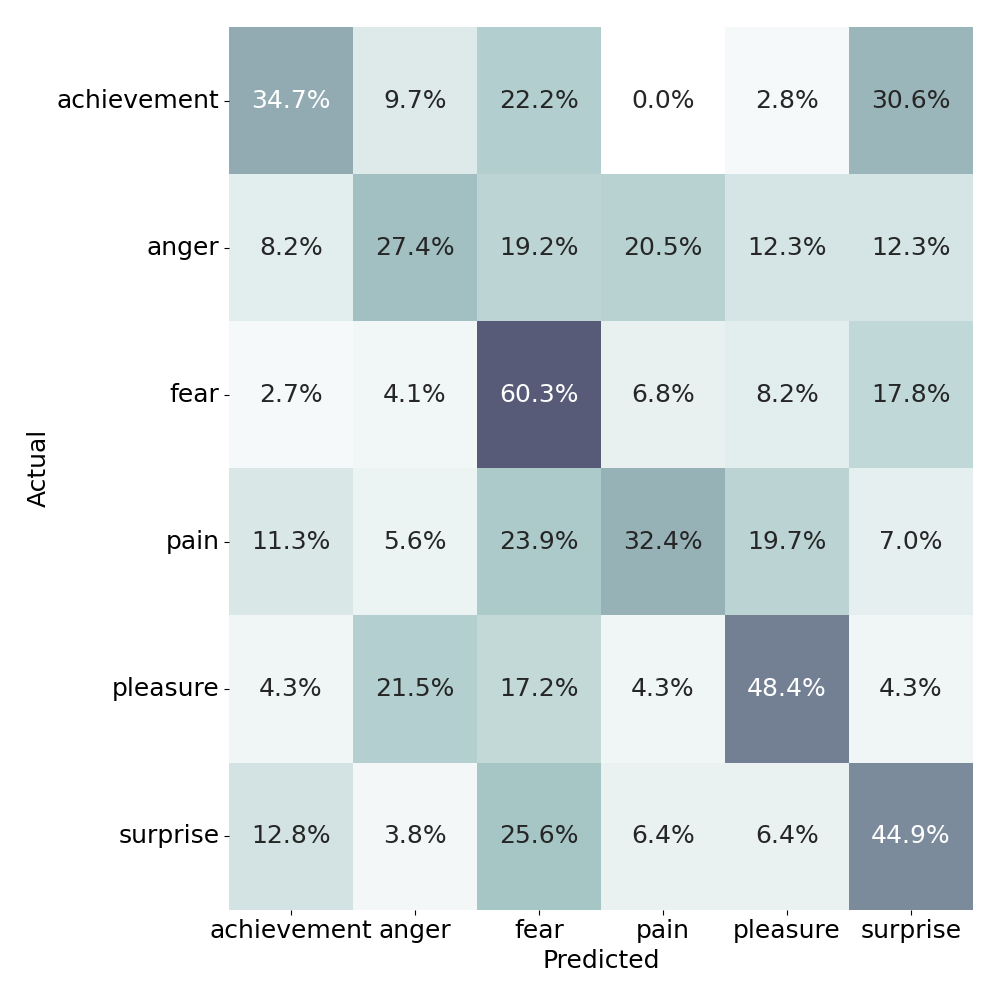 achievement 34.7% 9.7% 22.2% 0.0% 2.8% 30.6%
anger 8.2% 27.4% 19.2% 20.5% 12.3% 12.3%
fear 2.7% 4.1% 60.3% 6.8% 8.2% 17.8%
Actual
pain 11.3% 5.6% 23.9% 32.4% 19.7% 7.0%
pleasure 4.3% 21.5% 17.2% 4.3% 48.4% 4.3%
surprise 12.8% 3.8% 25.6% 6.4% 6.4% 44.9%
achievement anger fear pain pleasure surprise
Predicted